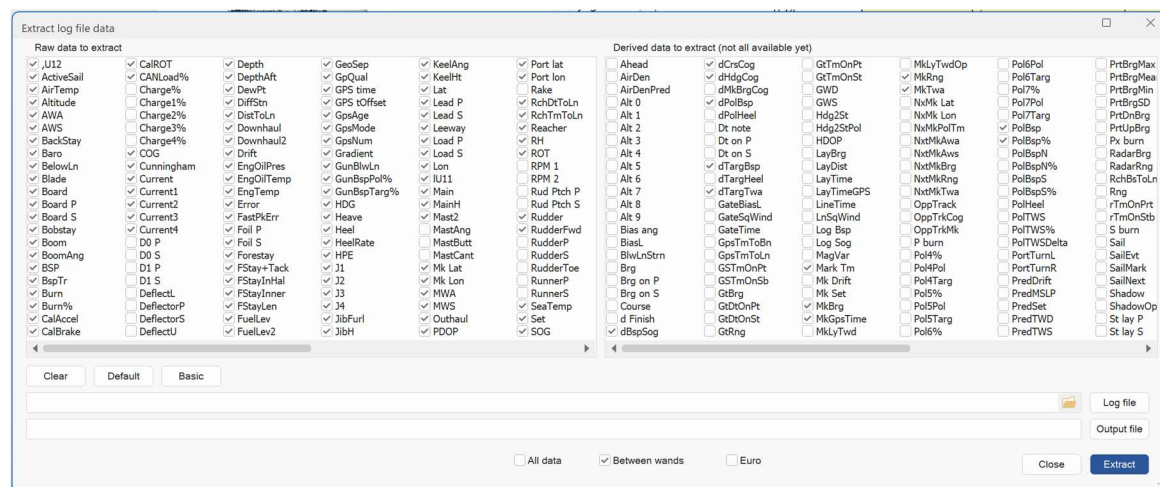 Extract log file data
Raw data to extract
,U12
ActiveSail
AirTemp
Altitude
AWA
AWS
BackStay
Baro
BelowLn
Blade
Board
Board P
Board S
Bobstay
Boom
BoomAng
BSP
BspTr
Burn
Burn%
CalAccel
CalBrake
CalROT
CANLoad%
Charge%
Charge1%
Charge2%
Charge3%
Charge4%
COG
Cunningham
Current
Current1
Current2
Current3
Current4
D0 P
D0 S
D1 P
D1 S
DeflectL
DeflectorP
DeflectorS
DeflectU
Depth
DepthAft
DewPt
DiffStn
DistToLn
Downhaul
Downhaul2
Drift
EngOilPres
EngOilTemp
EngTemp
Error
FastPkErr
Foil P
Foil S
Forestay
FStay+Tack
FStayInHal
FStayInner
FStayLen
FuelLev
FuelLev2
GeoSep
GpQual
GPS time
GPS tOffset
GpsAge
GpsMode
GpsNum
Gradient
GunBlwLn
GunBspPol%
GunBspTarg%
HDG
Heave
Heel
HeelRate
HPE
J1
J2
J3
J4
JibFurl
JibH
KeelAng
KeelHt
Lat
Lead P
Lead S
Leeway
Load P
Load S
Lon
lU11
Main
MainH
Mast2
MastAng
MastButt
MastCant
Mk Lat
Mk Lon
MWA
MWS
Outhaul
PDOP
Port lat
Port lon
Rake
RchDtToLn
RchTmToLn
Reacher
RH
ROT
RPM 1
RPM 2
Rud Ptch P
Rud Ptch S
Rudder
RudderFwd
RudderP
RudderS
RudderToe
RunnerP
RunnerS
SeaTemp
Set
SOG
Derived data to extract (not all available yet)
Ahead
AirDen
AirDenPred
Alt 0
Alt 1
Alt 2
Alt 3
Alt 4
Alt 5
Alt 6
Alt 7
Alt 8
Alt 9
Bias ang
BiasL
BlwLnStrn
Brg
Brg on P
Brg on S
Course
d Finish
dBspSog
dCrsCog
dHdgCog
dMkBrgCog
dPolBsp
dPolHeel
Dt note
Dt on P
Dt on S
dTargBsp
dTargHeel
dTargTwa
GateBiasL
GateSqWind
GateTime
GpsTmToBn
GpsTmToLn
GSTmOnPt
GSTmOnSb
GtBrg
GtDtOnPt
GtDtOnSt
GtRng
GtTmOnPt
GtTmOnSt
GWD
GWS
Hdg2St
Hdg2StPol
HDOP
LayBrg
LayDist
LayTime
LayTimeGPS
LineTime
LnSqWind
Log Bsp
Log Sog
MagVar
Mark Tm
Mk Drift
Mk Set
MkBrg
MkGpsTime
MkLyTwd
MkLyTwdOp
MkRng
MkTwa
NxMk Lat
NxMk Lon
NxMkPolTm
NxtMkAwa
NxtMkAws
NxtMkBrg
NxtMkRng
NxtMkTwa
OppTrack
OppTrkCog
OppTrkMk
P burn
Pol4%
Pol4Pol
Pol4Targ
Pol5%
Pol5Pol
Pol5Targ
Pol6%
Pol6Pol
Pol6Targ
Pol7%
Pol7Pol
Pol7Targ
PolBsp
PolBsp%
PolBspN
PolBspN%
PolBspS
PolBspS%
PolHeel
PolTWS
PolTWD
PolTWSDelta
PortTurnL
PortTurnR
PredDrift
PredMSLP
PredSet
PredTWD
PredTWS
PrtBrgMax
PrtBrgMea
PrtBrgMin
PrtBrgSD
PrtDnBrg
PrtUpBrg
Px burn
RadarBrg
RadarRng
RchBsToLn
Rng
rTmOnPrt
rTmOnStb
S burn
Sail
SailEvt
SailMark
SailNext
Shadow
ShadowOp
St lay P
St lay S
Clear
Default
Basic
Log file
Output file
All data
Between wands
Euro
Close
Extract